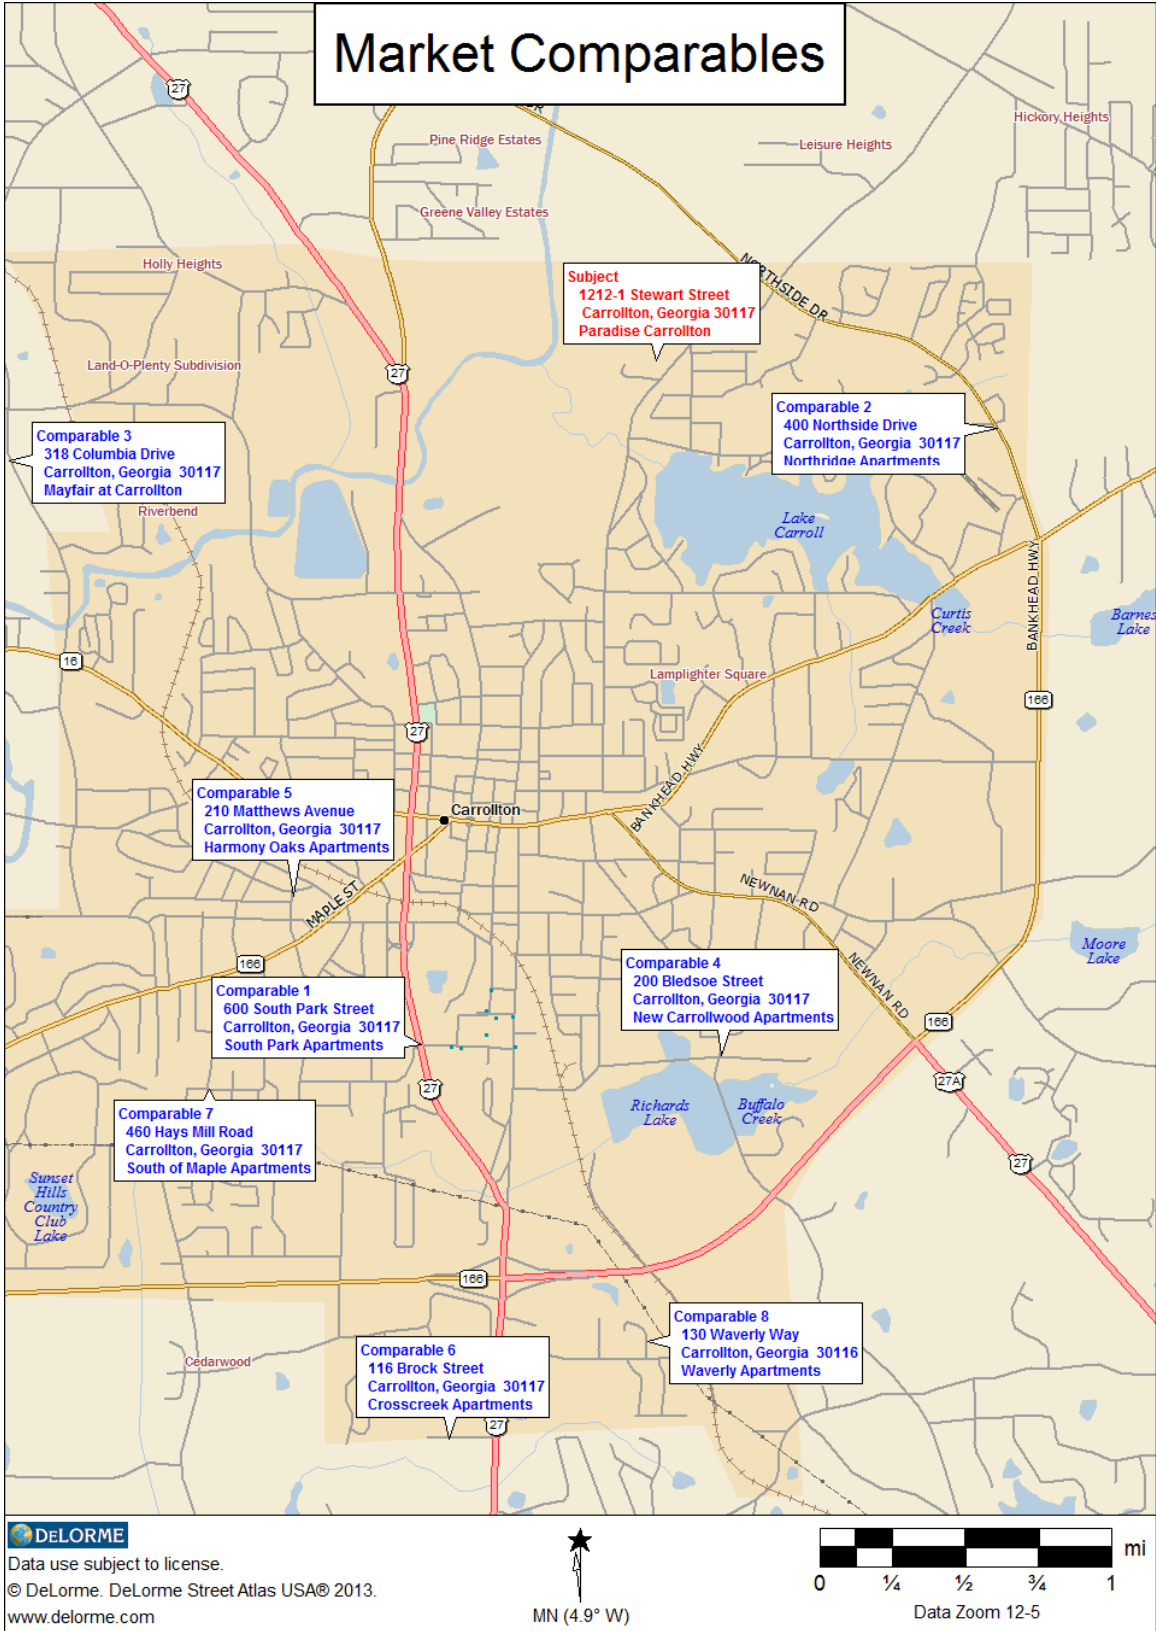 Market Comparables
27
DR
Hickory Heights
Pine Ridge Estates
Leisure Heights
Greene Valley Estates
Holly Heights
NORTHSIDE DR
Subject
1212-1 Stewart Street
Carrollton, Georgia 30117
Paradise Carrollton
Land-O-Plenty Subdivision
27
Comparable 2
400 Northside Drive
Carrollton, Georgia 30117
Northridge Apartments
Comparable 3
318 Columbia Drive
Carrollton, Georgia 30117
Mayfair at Carrollton
Riverbend
Lake
Carroll
BANKHEAD HWY
Curtis
Creek
Barnes
Lake
16
Lamplighter Square
166
27
BANKHEAD HWY
Comparable 5
210 Matthews Avenue
Carrollton, Georgia 30117
Harmony Oaks Apartments
Carrollton
MAPLE ST
NEWNAN RD
Moore
Lake
166
NEWNAN RD
Comparable 4
200 Bledsoe Street
Carrollton, Georgia 30117
New Carrollwood Apartments
Comparable 1
600 South Park Street
Carrollton, Georgia 30117
South Park Apartments
166
27
27A
Richards
Lake
Buffalo
Creek
Comparable 7
460 Hays Mill Road
Carrollton, Georgia 30117
South of Maple Apartments
27
Sunset
Hills
Country
Club
Lake
166
Comparable 8
130 Waverly Way
Carrollton, Georgia 30116
Waverly Apartments
Comparable 6
116 Brock Street
Carrollton, Georgia 30117
Crosscreek Apartments
Cedarwood
27
DELORME
Data use subject to license.
© DeLorme. DeLorme Street Atlas USA® 2013.
www.delorme.com
MN (4.9° W)
mi
0 ¼ ½ ¾ 1
Data Zoom 12-5